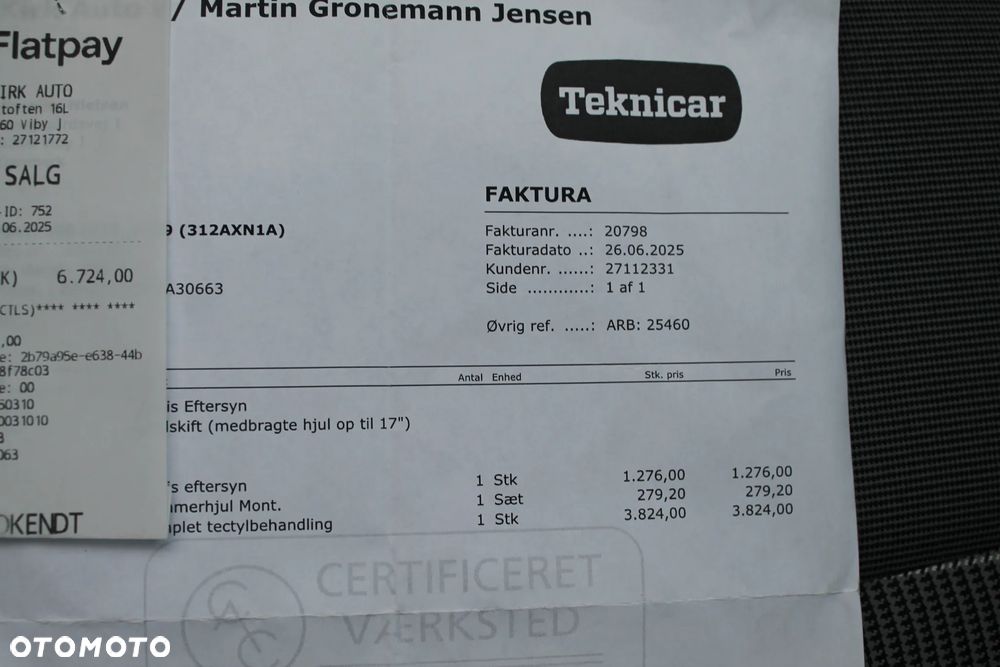 Flatpay
IRK AUTO
toften 16L
60 Viby J
: 27121772
SALG
-ID: 752
06.2025
K) 6.724,00
CTLS)**** **** ****
,00
e: 2b79a95e-e638-44b
8f78c03
e: 00
50310
0031010
3
063
OKENDT
/ Martin Gronemann Jensen
Teknicar
FAKTURA
9 (312AXN1A)
Fakturanr. ....: 20798
Fakturadato ..: 26.06.2025
Kundenr. ......: 27112331
A30663
Side ............: 1 af 1
Øvrig ref. .....: ARB: 25460
Antal Enhed Stk. pris Pris
is Eftersyn
lskift (medbragte hjul op til 17")
's eftersyn 1 Stk 1.276,00 1.276,00
merhjul Mont. 1 Sæt 279,20 279,20
plet tectylbehandling 1 Stk 3.824,00 3.824,00
CERTIFICERET
VÆRKSTED
CAC
OTOMOTO